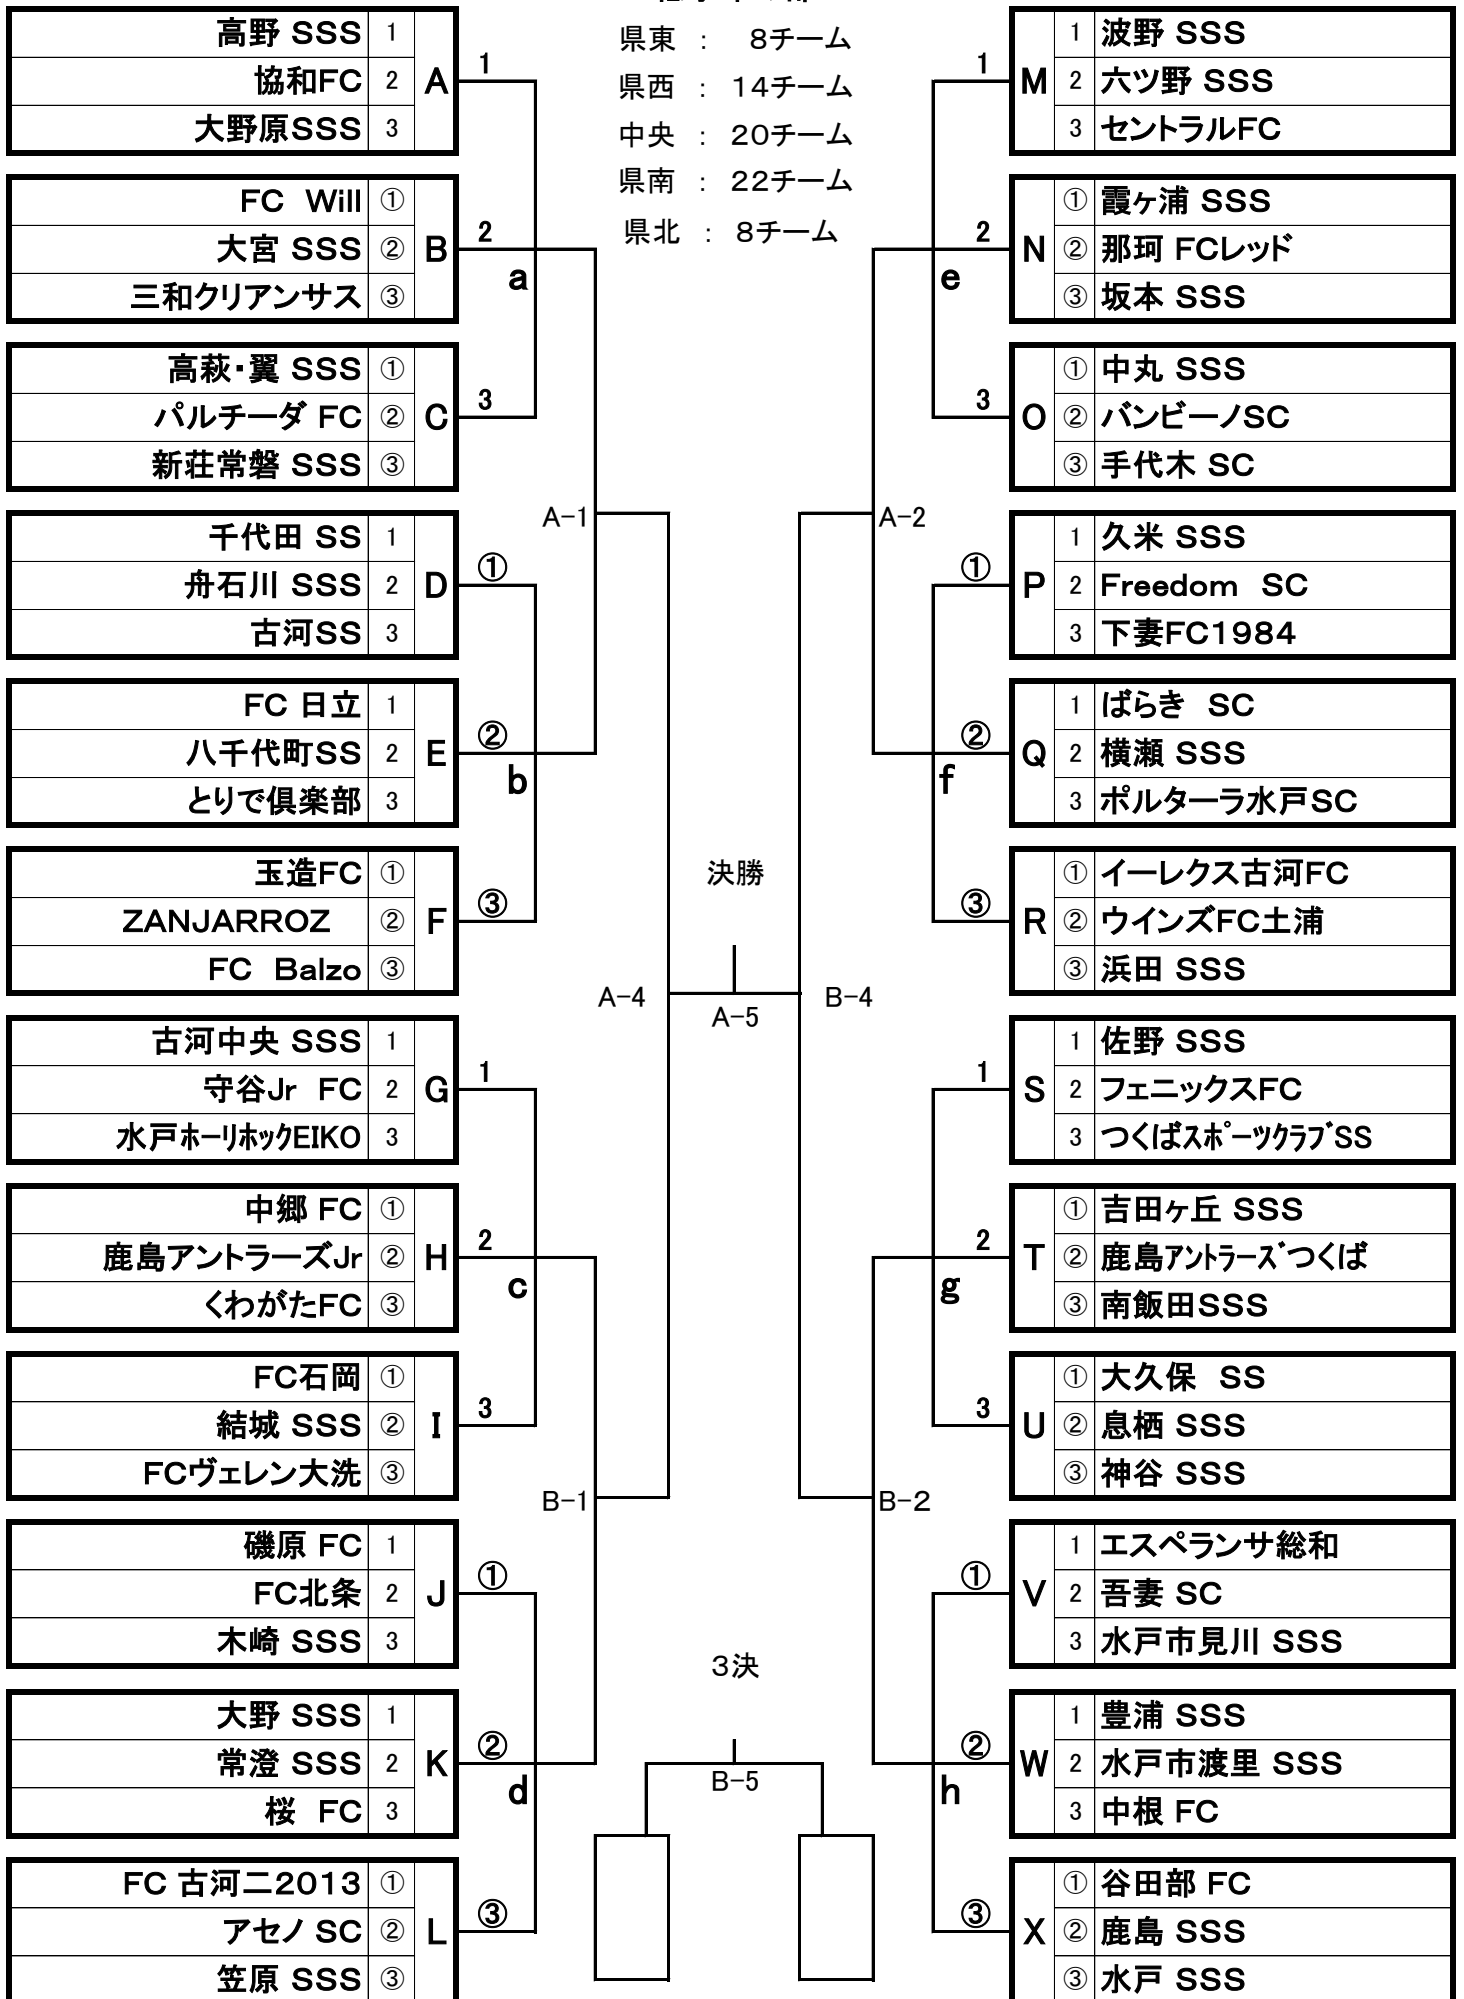 県東 : 8チーム
県西 : 14チーム
中央 : 20チーム
県南 : 22チーム
県北 : 8チーム
高野 SSS 1
協和FC 2 A 1
大野原SSS 3
FC Will ①
大宮 SSS ② B 2
三和クリアンサス ③
a
高萩・翼 SSS ①
パルチーダ FC ② C 3
新荘常磐 SSS ③
A-1
千代田 SS 1
舟石川 SSS 2 D ①
古河SS 3
FC 日立 1
八千代町SS 2 E ②
とりで倶楽部 3
b
玉造FC ①
ZANJARROZ ② F ③
FC Balzo ③
A-4
古河中央 SSS 1
守谷Jr FC 2 G 1
水戸ホーリホックEIKO 3
中郷 FC ①
鹿島アントラーズJr ② H 2
くわがたFC ③
c
FC石岡 ①
結城 SSS ② I 3
FCヴェレン大洗 ③
B-1
磯原 FC 1
FC北条 2 J ①
木崎 SSS 3
大野 SSS 1
常澄 SSS 2 K ②
桜 FC 3
d
FC 古河二2013 ①
アセノ SC ② L ③
笠原 SSS ③
決勝
A-5
3決
B-5
1 波野 SSS
1 M 2 六ツ野 SSS
3 セントラルFC
① 霞ヶ浦 SSS
2 N ② 那珂 FCレッド
③ 坂本 SSS
e
① 中丸 SSS
3 O ② バンビーノSC
③ 手代木 SC
A-2
1 久米 SSS
① P 2 Freedom SC
3 下妻FC1984
1 ばらき SC
② Q 2 横瀬 SSS
3 ポルターラ水戸SC
f
① イーレクス古河FC
③ R ② ウインズFC土浦
③ 浜田 SSS
B-4
1 佐野 SSS
1 S 2 フェニックスFC
3 つくばスポーツクラブSS
① 吉田ヶ丘 SSS
2 T ② 鹿島アントラーズつくば
③ 南飯田SSS
g
① 大久保 SS
3 U ② 息栖 SSS
③ 神谷 SSS
B-2
1 エスペランサ総和
① V 2 吾妻 SC
3 水戸市見川 SSS
1 豊浦 SSS
② W 2 水戸市渡里 SSS
3 中根 FC
h
① 谷田部 FC
③ X ② 鹿島 SSS
③ 水戸 SSS